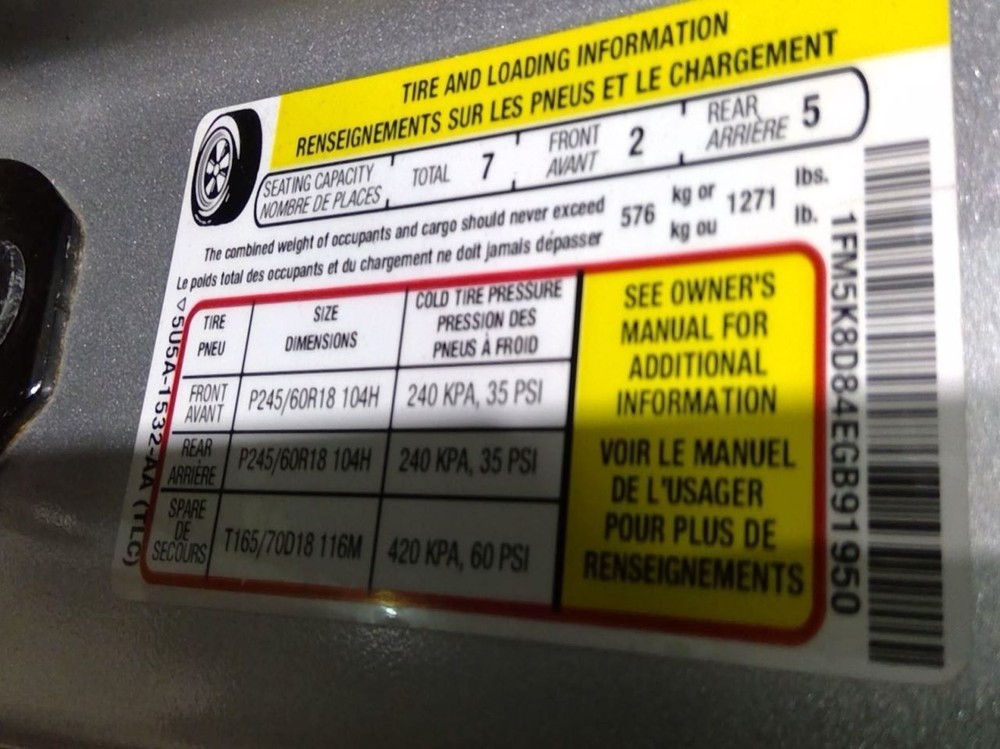 TIRE AND LOADING INFORMATION
RENSEIGNEMENTS SUR LES PNEUS ET LE CHARGEMENT
SEATING CAPACITY
NOMBRE DE PLACES
TOTAL 7
FRONT
AVANT
2
REAR
ARRIÈRE
5
The combined weight of occupants and cargo should never exceed
Le poids total des occupants et du chargement ne doit jamais dépasser
576
kg or
kg ou
1271
lbs.
lb.
5U5A-1532-AA (TLC)
TIRE
PNEU
SIZE
DIMENSIONS
COLD TIRE PRESSURE
PRESSION DES
PNEUS À FROID
FRONT
AVANT
P245/60R18 104H
240 KPA, 35 PSI
REAR
ARRIÈRE
P245/60R18 104H
240 KPA, 35 PSI
SPARE
DE
SECOURS
T165/70D18 116M
420 KPA, 60 PSI
SEE OWNER'S
MANUAL FOR
ADDITIONAL
INFORMATION
VOIR LE MANUEL
DE L'USAGER
POUR PLUS DE
RENSEIGNEMENTS
1FM5K8D84EGB91950